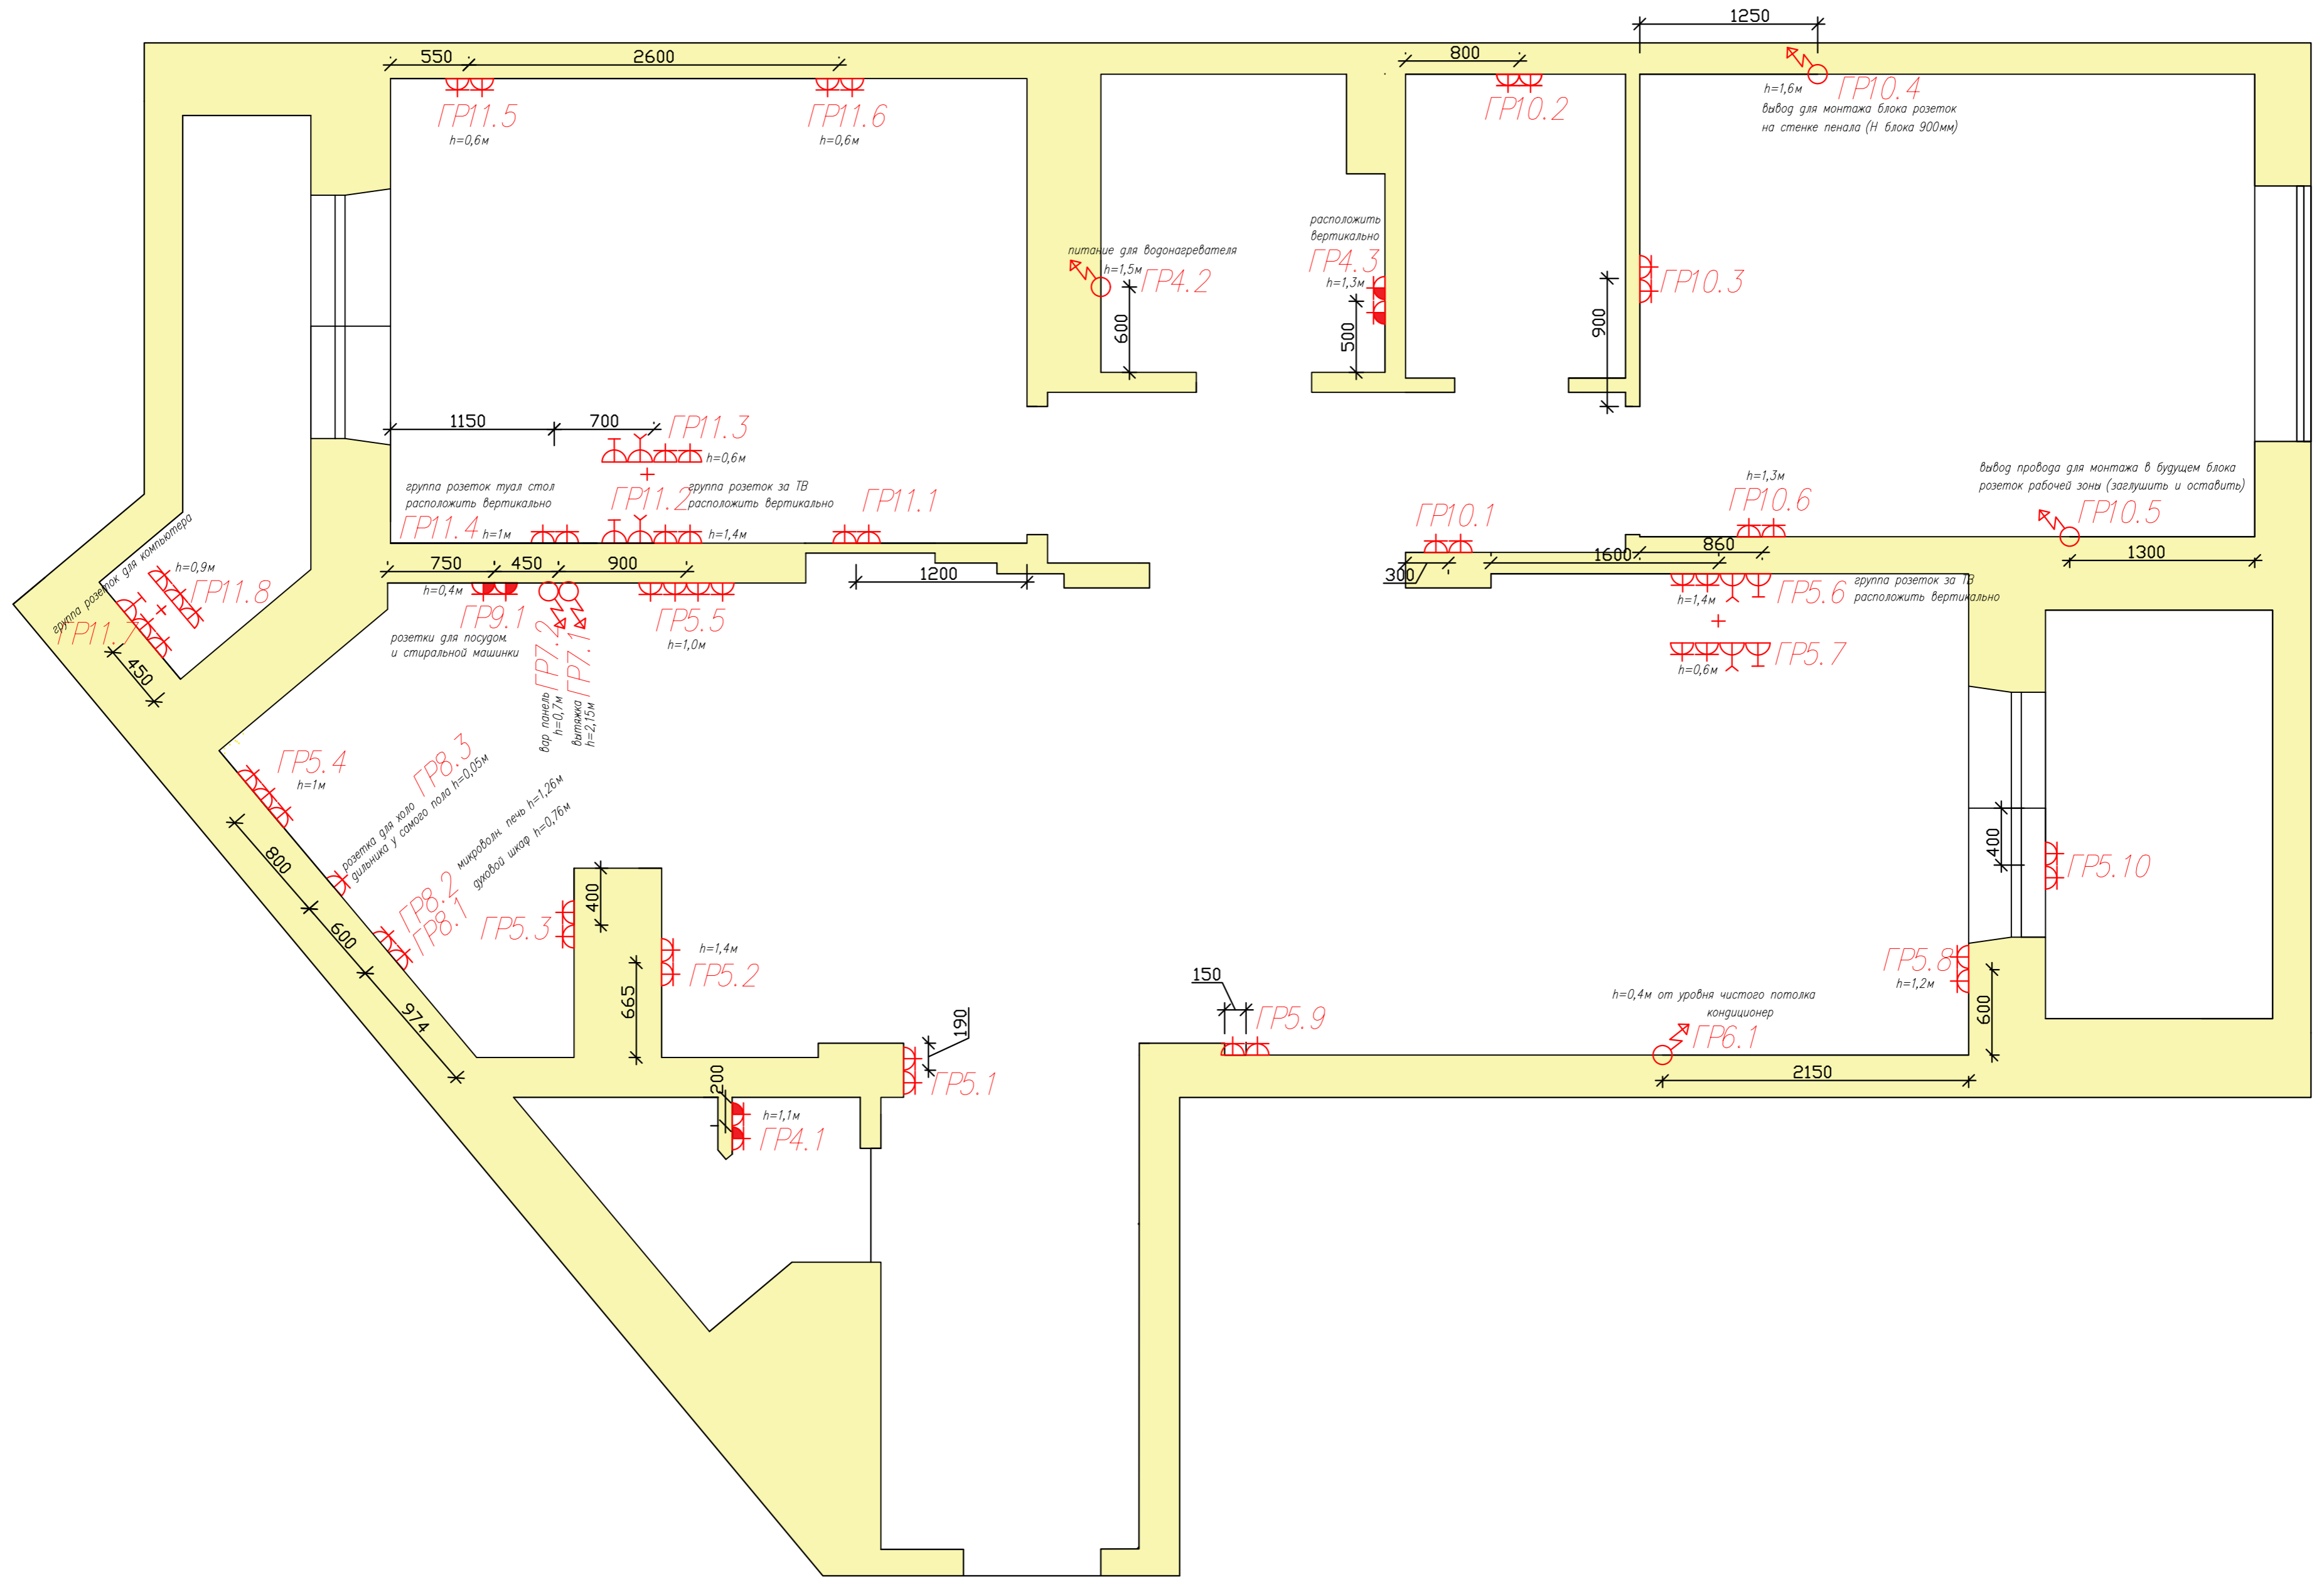 1250
550
2600
800
ГР11.5
h=0,6м
ГР11.6
h=0,6м
ГР10.2
ГР10.4
h=1,6м
вывод для монтажа блока розеток
на стенке пенала (Н блока 900мм)
питание для водонагревателя
h=1,5м
ГР4.2
600
расположить
вертикально
ГР4.3
h=1,3м
500
ГР10.3
900
1150
700
ГР11.3
h=0,6м
группа розеток туал стол
расположить вертикально
ГР11.4
h=1м
ГР11.2
группа розеток за ТВ
расположить вертикально
h=1,4м
ГР11.1
ГР10.1
h=1,3м
ГР10.6
вывод провода для монтажа в будущем блока
розеток рабочей зоны (заглушить и оставить)
ГР10.5
1300
860
1600
300
750
450
900
1200
h=0,4м
ГР9.1
розетки для посудом.
и стиральной машинки
ГР7.2
вар панель
h=0,7м
ГР7.1
вытяжка
h=2,15м
ГР5.5
h=1,0м
h=1,4м
ГР5.6
группа розеток за ТВ
расположить вертикально
ГР5.7
h=0,6м
группа розеток для компьютера
h=0,9м
ГР11.8
ГР11.7
450
ГР5.4
h=1м
розетка для холо
дильника у самого пола h=0,05м
ГР8.3
ГР8.2
микроволн. печь h=1,26м
ГР8.1
духовой шкаф h=0,76м
800
600
974
400
ГР5.3
h=1,4м
ГР5.2
665
400
ГР5.10
ГР5.8
h=1,2м
600
150
ГР5.9
h=0,4м от уровня чистого потолка
кондиционер
ГР6.1
2150
190
ГР5.1
200
h=1,1м
ГР4.1